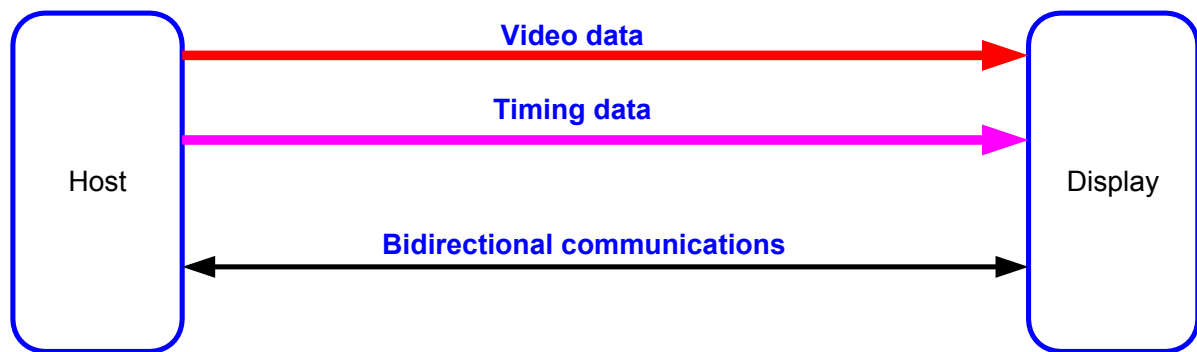 Video data
Timing data
Host
Display
Bidirectional communications